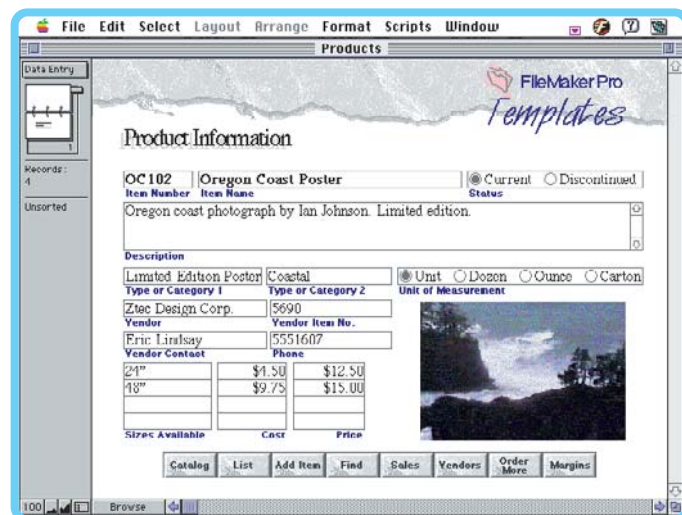 File Edit Select Layout Arrange Format Scripts Window
Products
Data Entry
FileMaker Pro
Templates
1
Product Information
Records:
4
OC102 Oregon Coast Poster Current Discontinued
Item Number Item Name Status
Unsorted
Oregon coast photograph by Ian Johnson. Limited edition.
Description
Limited Edition Poster Coastal Unit Dozen Ounce Carton
Type or Category 1 Type or Category 2 Unit of Measurement
Ztec Design Corp. 5690
Vendor Vendor Item No.
Eric Lindsay 5551607
Vendor Contact Phone
24" $4.50 $12.50
48" $9.75 $15.00
Sizes Available Cost Price
Catalog List Add Item Find Sales Vendors Order More Margins
100 Browse